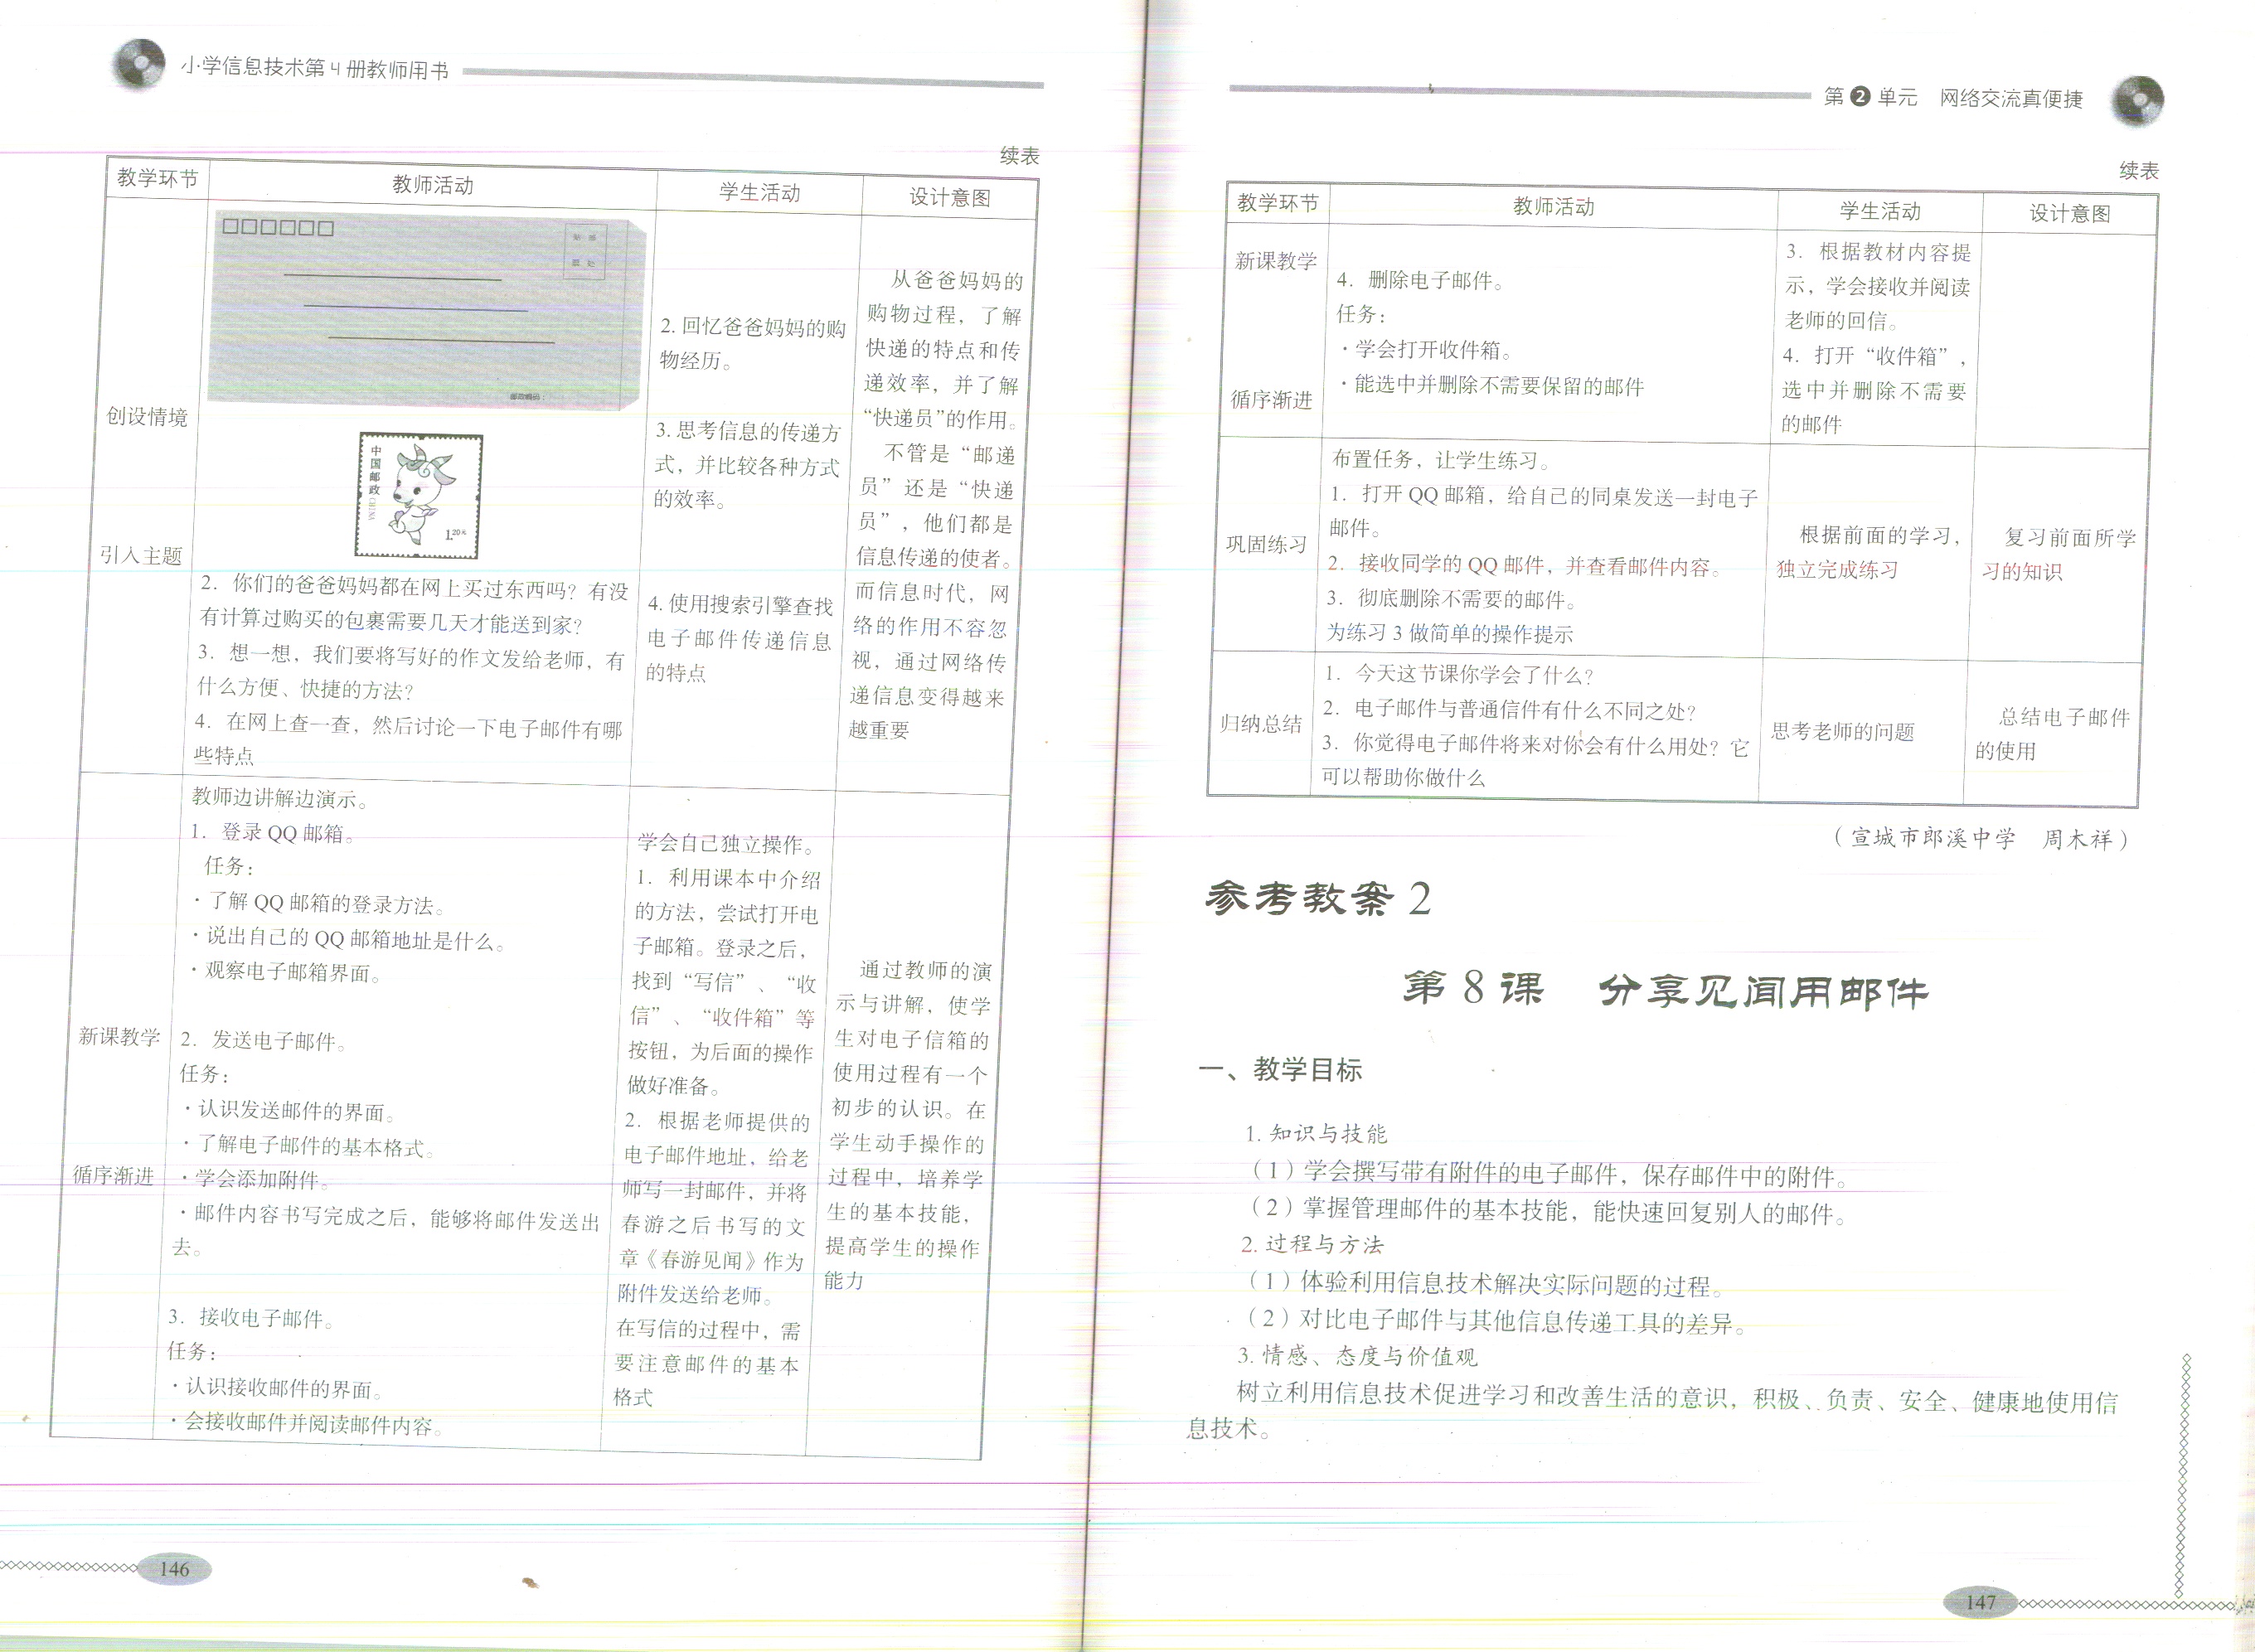 小学信息技术第4册教师用书
续表
教学环节
教师活动
学生活动
设计意图
创设情境
引入主题
中国邮政
CHINA
1.20元
2. 你们的爸爸妈妈都在网上买过东西吗？有没
有计算过购买的包裹需要几天才能送到家？
3. 想一想，我们要将写好的作文发给老师，有
什么方便、快捷的方法？
4. 在网上查一查，然后讨论一下电子邮件有哪
些特点
2. 回忆爸爸妈妈的购
物经历。
3. 思考信息的传递方
式，并比较各种方式
的效率。
4. 使用搜索引擎查找
电子邮件传递信息
的特点
从爸爸妈妈的
购物过程，了解
快递的特点和传
递效率，并了解
“快递员”的作用。
不管是“邮递
员”还是“快递
员”，他们都是
信息传递的使者。
而信息时代，网
络的作用不容忽
视，通过网络传
递信息变得越来
越重要
新课教学
循序渐进
教师边讲解边演示。
1. 登录 QQ 邮箱。
任务：
·了解 QQ 邮箱的登录方法。
·说出自己的 QQ 邮箱地址是什么。
·观察电子邮箱界面。
2. 发送电子邮件。
任务：
·认识发送邮件的界面。
·了解电子邮件的基本格式。
·学会添加附件。
·邮件内容书写完成之后，能够将邮件发送出
去。
3. 接收电子邮件。
任务：
·认识接收邮件的界面。
·会接收邮件并阅读邮件内容。
学会自己独立操作。
1. 利用课本中介绍
的方法，尝试打开电
子邮箱。登录之后，
找到“写信”、“收
信”、“收件箱”等
按钮，为后面的操作
做好准备。
2. 根据老师提供的
电子邮件地址，给老
师写一封邮件，并将
春游之后书写的文
章《春游见闻》作为
附件发送给老师。
在写信的过程中，需
要注意邮件的基本
格式
通过教师的演
示与讲解，使学
生对电子信箱的
使用过程有一个
初步的认识。在
学生动手操作的
过程中，培养学
生的基本技能，
提高学生的操作
能力
146
第2单元 网络交流真便捷
续表
教学环节
教师活动
学生活动
设计意图
新课教学
循序渐进
4. 删除电子邮件。
任务：
·学会打开收件箱。
·能选中并删除不需要保留的邮件
3. 根据教材内容提
示，学会接收并阅读
老师的回信。
4. 打开“收件箱”，
选中并删除不需要
的邮件
巩固练习
布置任务，让学生练习。
1. 打开 QQ 邮箱，给自己的同桌发送一封电子
邮件。
2. 接收同学的 QQ 邮件，并查看邮件内容。
3. 彻底删除不需要的邮件。
为练习 3 做简单的操作提示
根据前面的学习，
独立完成练习
复习前面所学
习的知识
归纳总结
1. 今天这节课你学会了什么？
2. 电子邮件与普通信件有什么不同之处？
3. 你觉得电子邮件将来对你会有什么用处？它
可以帮助你做什么
思考老师的问题
总结电子邮件
的使用
（宣城市郎溪中学 周木祥）
参考教案 2
第 8 课 分享见闻用邮件
一、教学目标
1. 知识与技能
（1）学会撰写带有附件的电子邮件，保存邮件中的附件。
（2）掌握管理邮件的基本技能，能快速回复别人的邮件。
2. 过程与方法
（1）体验利用信息技术解决实际问题的过程。
（2）对比电子邮件与其他信息传递工具的差异。
3. 情感、态度与价值观
树立利用信息技术促进学习和改善生活的意识，积极、负责、安全、健康地使用信
息技术。
147